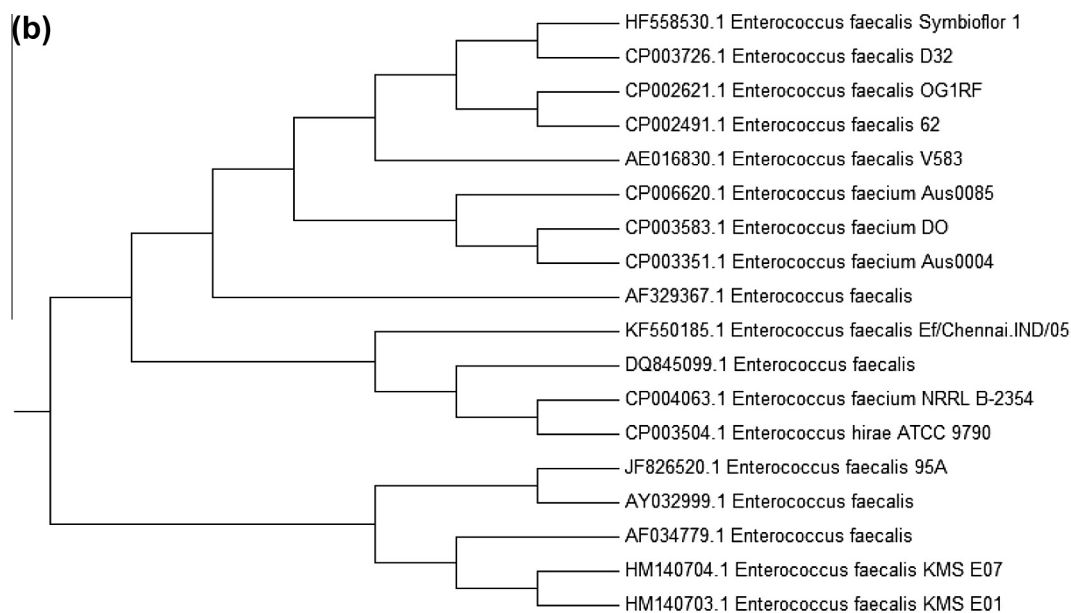 (b)
HF558530.1 Enterococcus faecalis Symbioflor 1
CP003726.1 Enterococcus faecalis D32
CP002621.1 Enterococcus faecalis OG1RF
CP002491.1 Enterococcus faecalis 62
AE016830.1 Enterococcus faecalis V583
CP006620.1 Enterococcus faecium Aus0085
CP003583.1 Enterococcus faecium DO
CP003351.1 Enterococcus faecium Aus0004
AF329367.1 Enterococcus faecalis
KF550185.1 Enterococcus faecalis Ef/Chennai.IND/05
DQ845099.1 Enterococcus faecalis
CP004063.1 Enterococcus faecium NRRL B-2354
CP003504.1 Enterococcus hirae ATCC 9790
JF826520.1 Enterococcus faecalis 95A
AY032999.1 Enterococcus faecalis
AF034779.1 Enterococcus faecalis
HM140704.1 Enterococcus faecalis KMS E07
HM140703.1 Enterococcus faecalis KMS E01